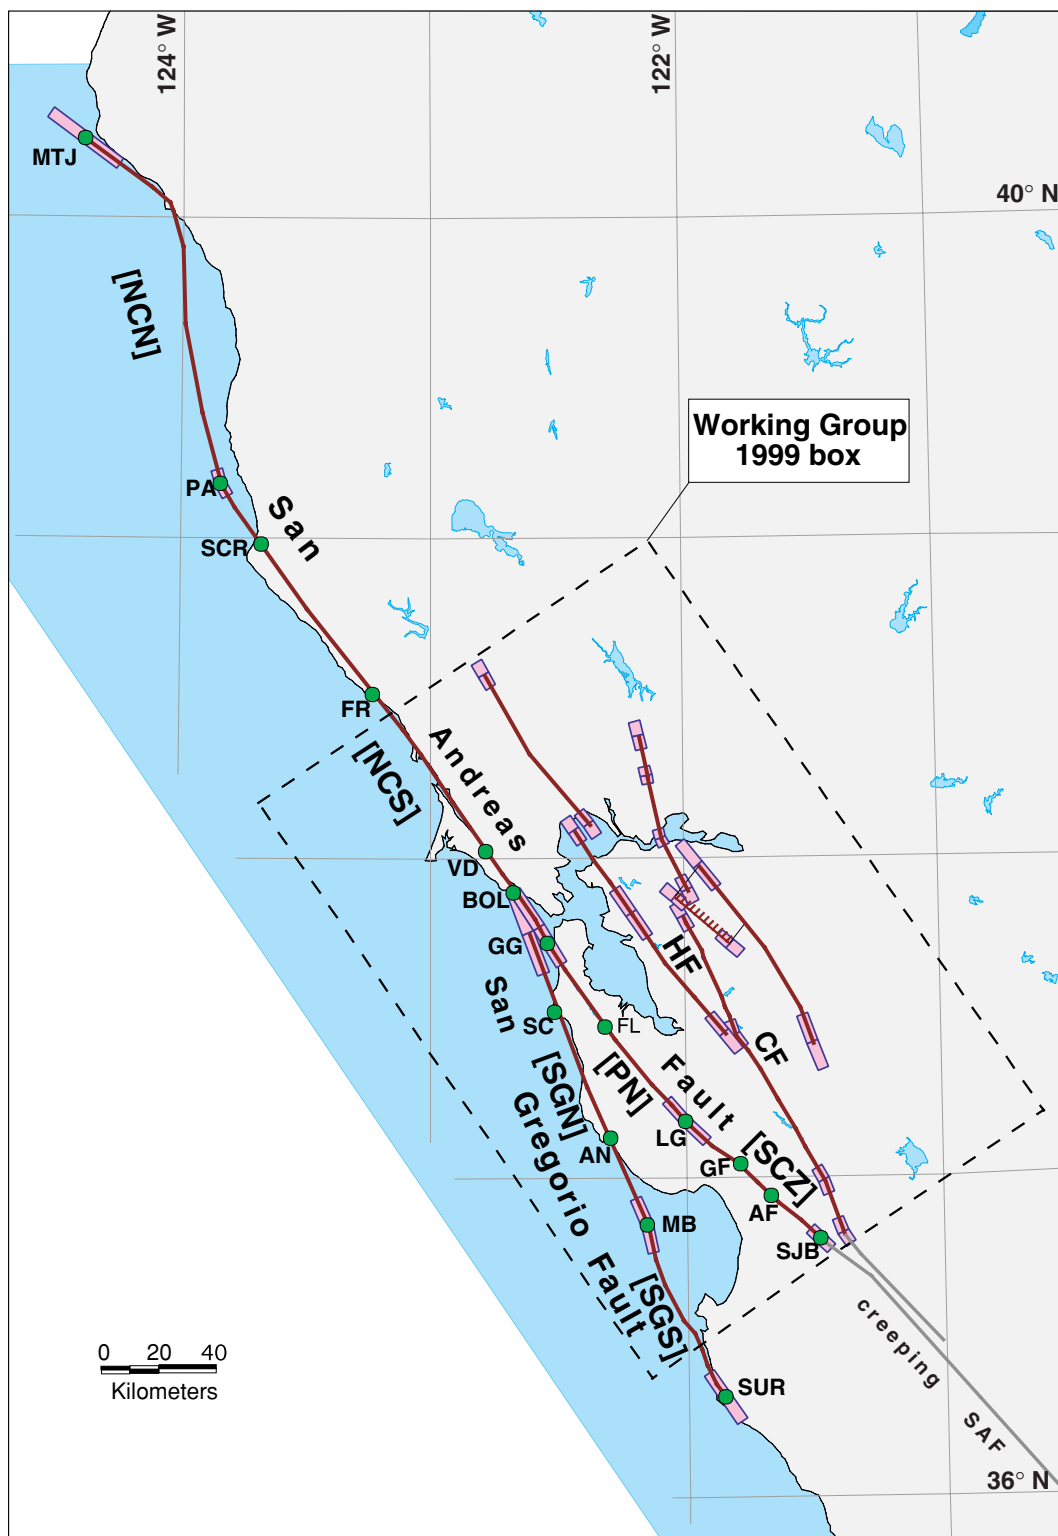 124° W
122° W
MTJ
40° N
[NCN]
Working Group
1999 box
PA
SCR
San
FR
Andreas
[NCS]
VD
BOL
GG
HF
San
SC
FL
CF
[PN]
Fault
[SGN]
Gregorio
LG
AN
GF
[SCZ]
AF
MB
SJB
Fault
[SGS]
creeping
0 20 40
Kilometers
SUR
SAF
36° N